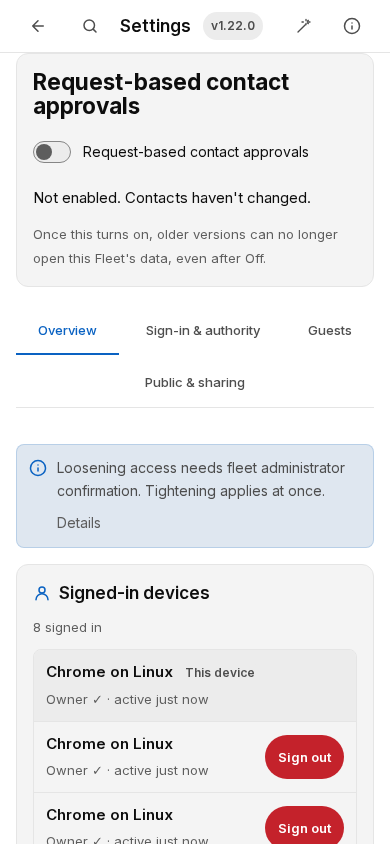 Settings
v1.22.0
Request-based contact
approvals
Request-based contact approvals
Not enabled. Contacts haven't changed.
Once this turns on, older versions can no longer
open this Fleet's data, even after Off.
Overview
Sign-in & authority
Guests
Public & sharing
Loosening access needs fleet administrator
confirmation. Tightening applies at once.
Details
Signed-in devices
8 signed in
Chrome on Linux This device
Owner ✓ · active just now
Chrome on Linux
Owner ✓ · active just now
Sign out
Chrome on Linux
Owner ✓ · active just now
Sign out